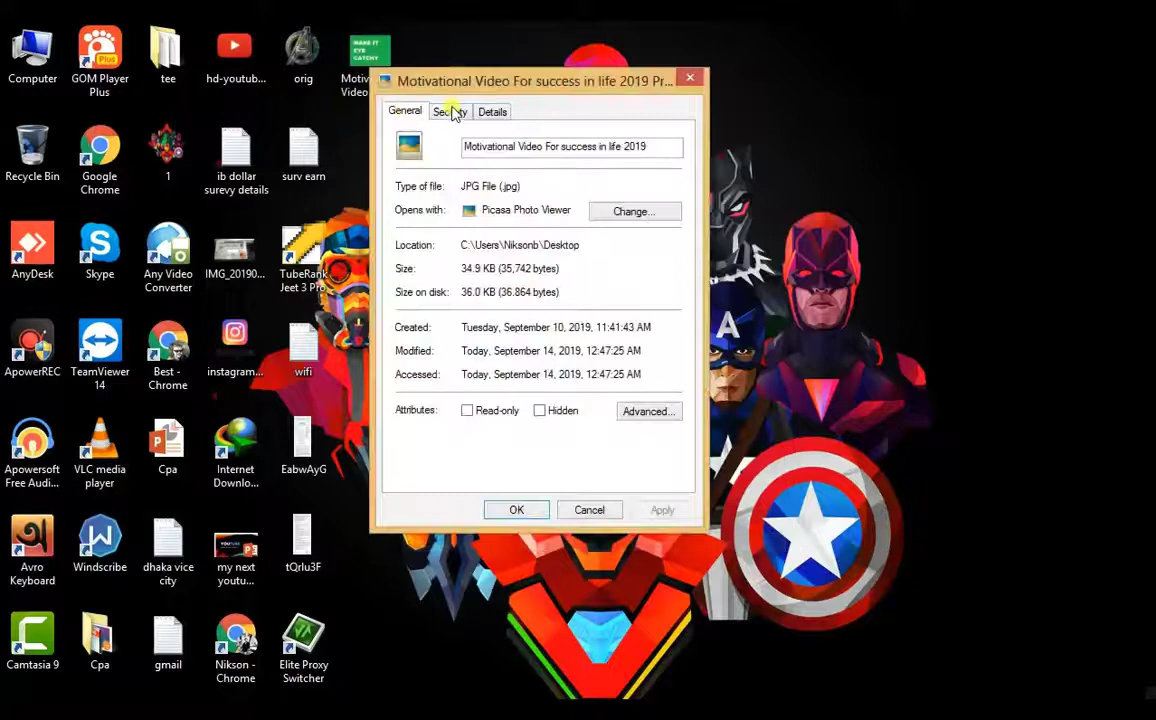 Computer
GOM Player
Plus
tee
hd-youtub...
orig
MAKE IT
EYE
CATCHY
Motiv
Video
Recycle Bin
Google
Chrome
1
ib dollar
surevy details
surv earn
AnyDesk
Skype
Any Video
Converter
IMG_20190...
TubeRank
Jeet 3 Pro
ApowerREC
TeamViewer
14
Best -
Chrome
instagram
wifi
Apowersoft
Free Audi...
VLC media
player
Cpa
Internet
Downlo...
EabwAyG
Avro
Keyboard
Windscribe
dhaka vice
city
my next
youtu...
tQrIu3F
Camtasia 9
Cpa
gmail
Nikson -
Chrome
Elite Proxy
Switcher
Motivational Video For success in life 2019 Pr...
General
Security
Details
Motivational Video For success in life 2019
Type of file: JPG File (.jpg)
Opens with: Picasa Photo Viewer
Change...
Location: C:\Users\Niksonb\Desktop
Size: 34.9 KB (35,742 bytes)
Size on disk: 36.0 KB (36,864 bytes)
Created: Tuesday, September 10, 2019, 11:41:43 AM
Modified: Today, September 14, 2019, 12:47:25 AM
Accessed: Today, September 14, 2019, 12:47:25 AM
Attributes: Read-only Hidden Advanced...
OK Cancel Apply